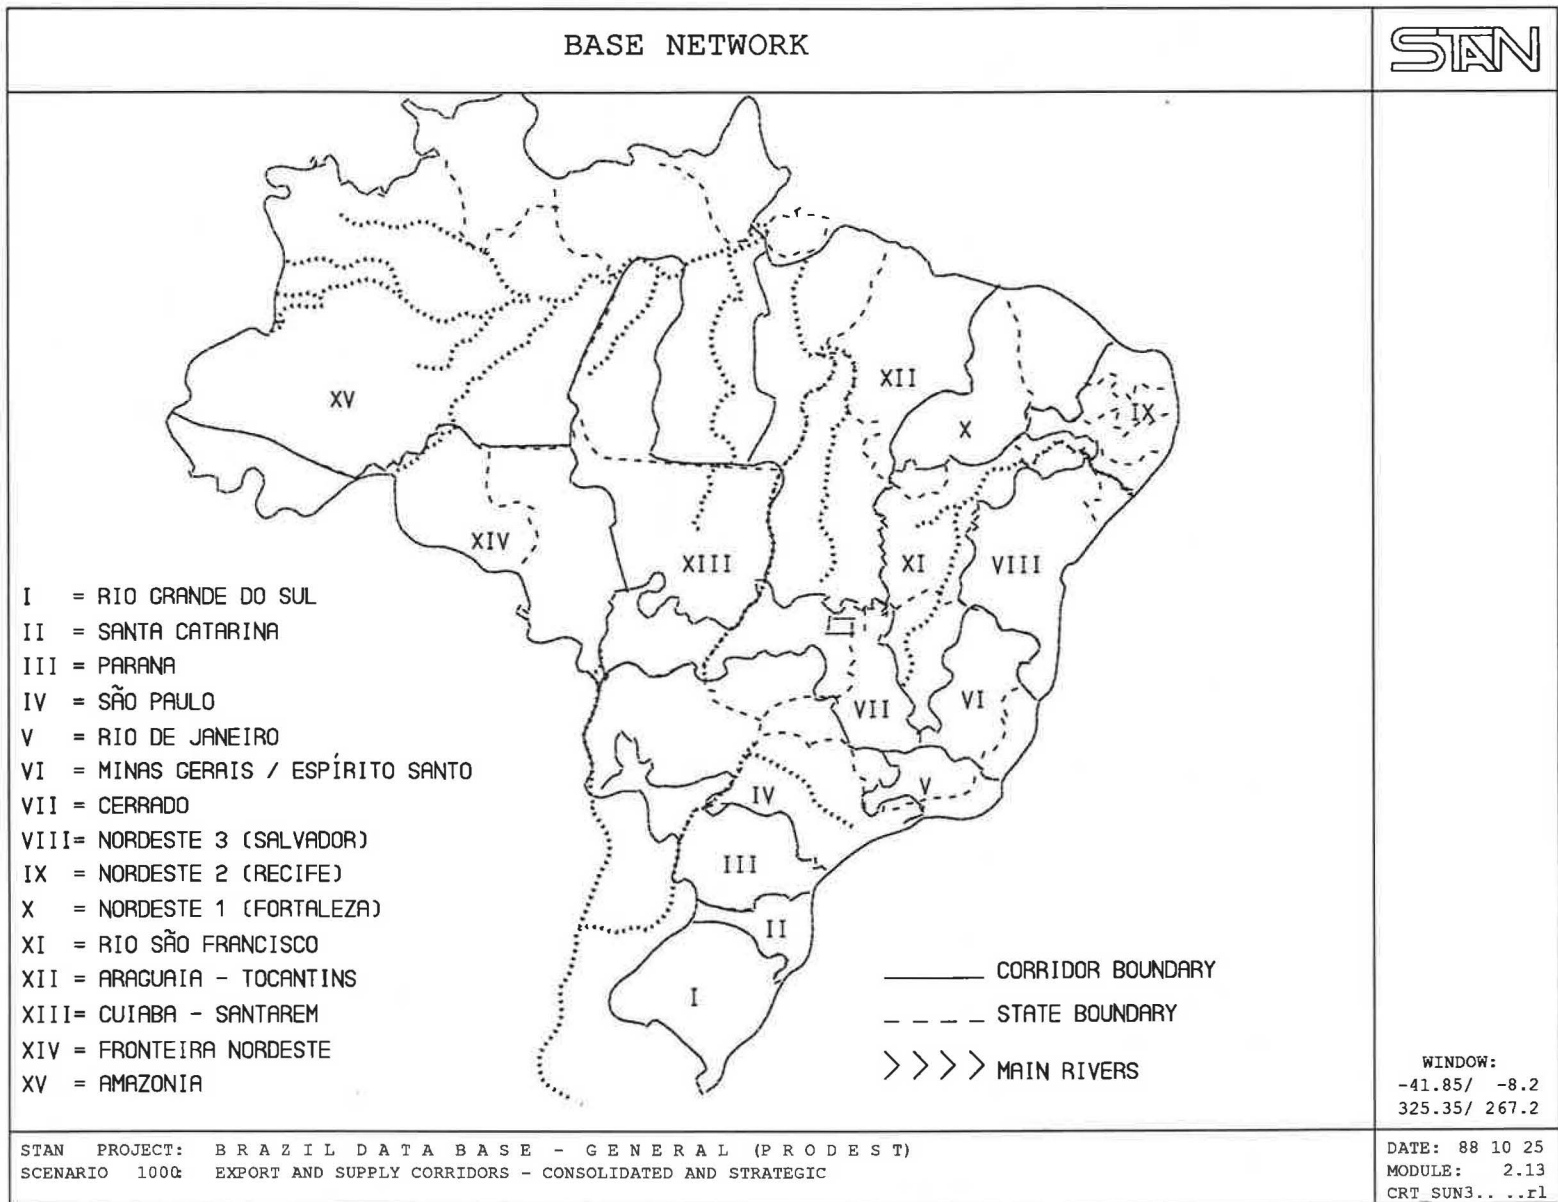 BASE NETWORK
STAN
XV
XII
X
IX
XIV
XIII
XI
VIII
VII
VI
IV
V
III
II
I
I = RIO GRANDE DO SUL
II = SANTA CATARINA
III = PARANA
IV = SÃO PAULO
V = RIO DE JANEIRO
VI = MINAS GERAIS / ESPÍRITO SANTO
VII = CERRADO
VIII= NORDESTE 3 (SALVADOR)
IX = NORDESTE 2 (RECIFE)
X = NORDESTE 1 (FORTALEZA)
XI = RIO SÃO FRANCISCO
XII = ARAGUAIA - TOCANTINS
XIII= CUIABA - SANTAREM
XIV = FRONTEIRA NORDESTE
XV = AMAZONIA
CORRIDOR BOUNDARY
STATE BOUNDARY
MAIN RIVERS
WINDOW:
-41.85/ -8.2
325.35/ 267.2
STAN PROJECT: B R A Z I L D A T A B A S E - G E N E R A L (P R O D E S T)
SCENARIO 1000: EXPORT AND SUPPLY CORRIDORS - CONSOLIDATED AND STRATEGIC
DATE: 88 10 25
MODULE: 2.13
CRT_SUN3.. ..rl